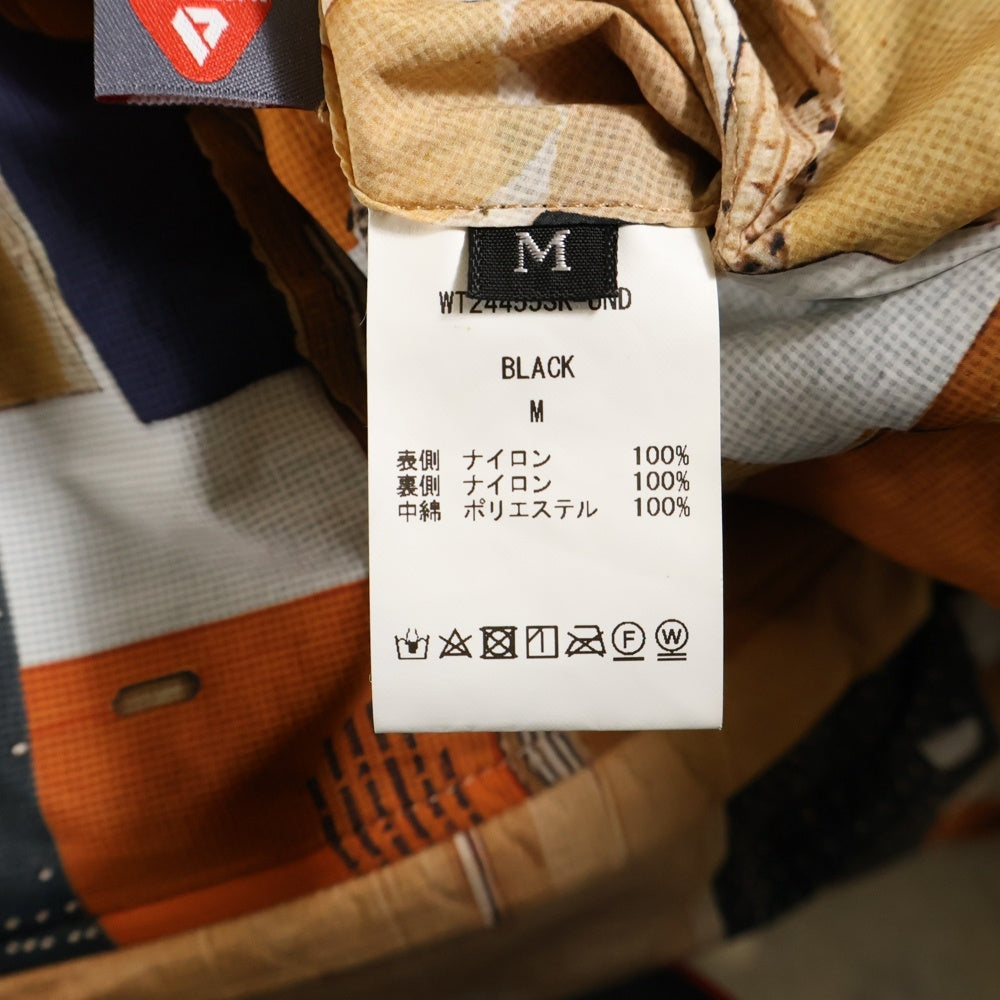 M
BLACK
M
表側 ナイロン 100%
裏側 ナイロン 100%
中綿 ポリエステル 100%
F
W